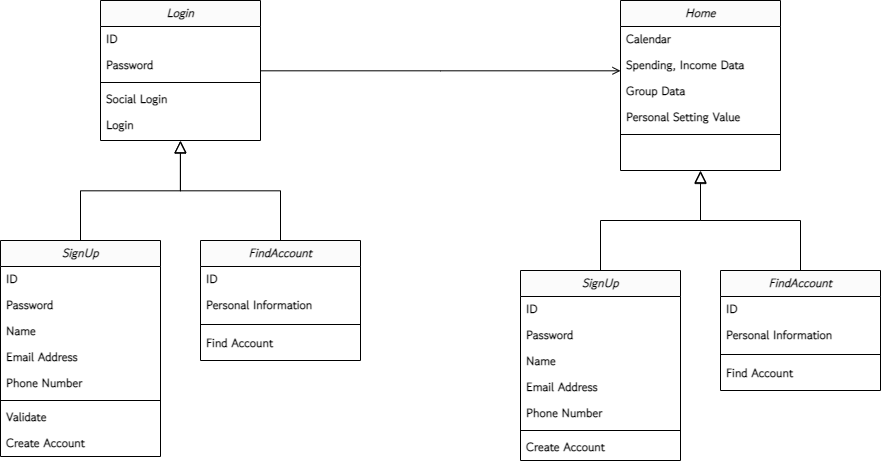 Login
ID
Password
Social Login
Login
Home
Calendar
Spending, Income Data
Group Data
Personal Setting Value
SignUp
ID
Password
Name
Email Address
Phone Number
Validate
Create Account
FindAccount
ID
Personal Information
Find Account
SignUp
ID
Password
Name
Email Address
Phone Number
Create Account
FindAccount
ID
Personal Information
Find Account